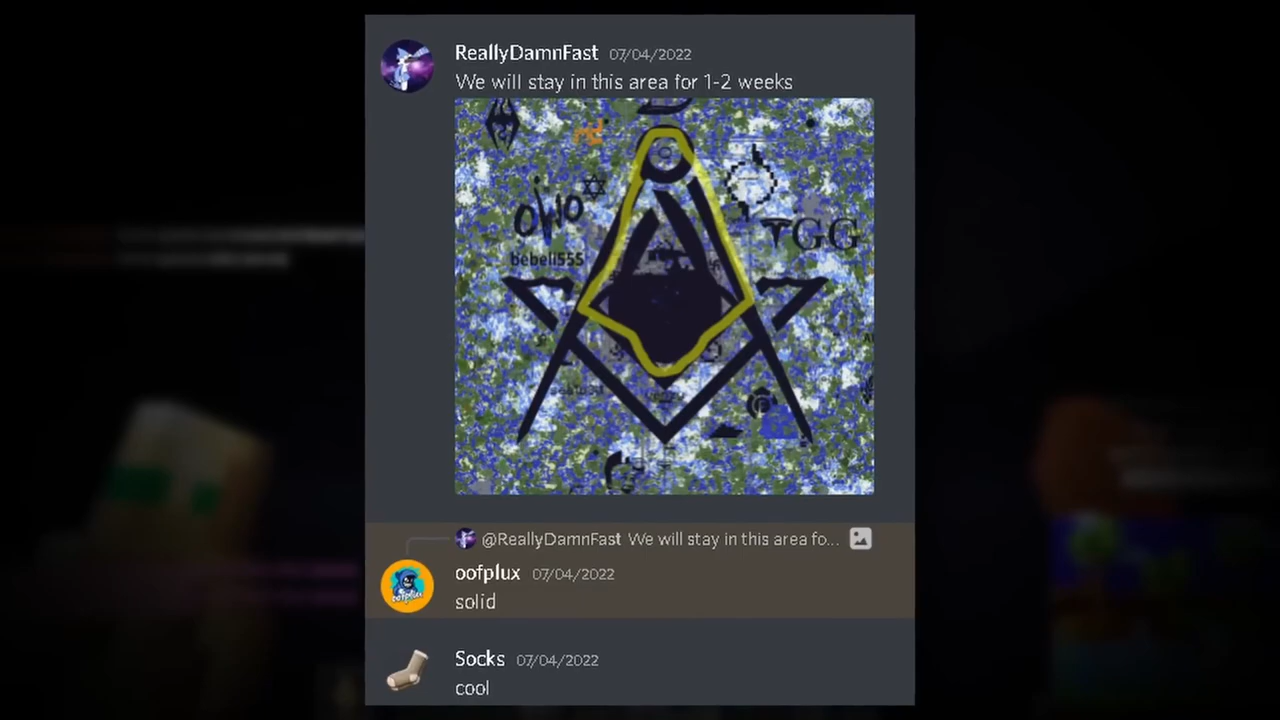 ReallyDamnFast 07/04/2022
We will stay in this area for 1-2 weeks
owo
bebeli555
TGG
@ReallyDamnFast We will stay in this area fo...
oofplux 07/04/2022
solid
Socks 07/04/2022
cool